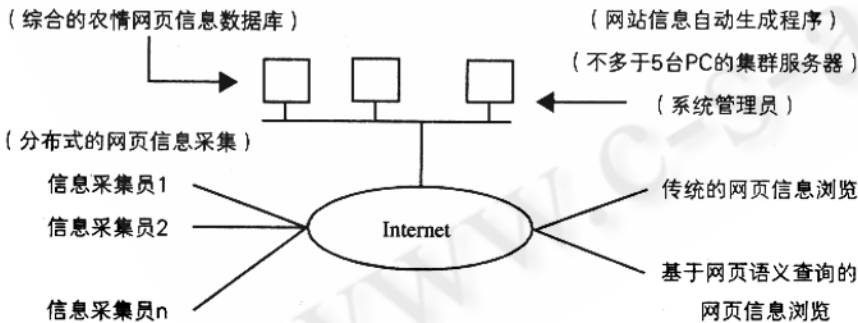 （综合的农情网页信息数据库）
（网站信息自动生成程序）
（不多于5台PC的集群服务器）
（系统管理员）
（分布式的网页信息采集）
信息采集员1
信息采集员2
信息采集员n
Internet
传统的网页信息浏览
基于网页语义查询的
网页信息浏览
www.c-s-a